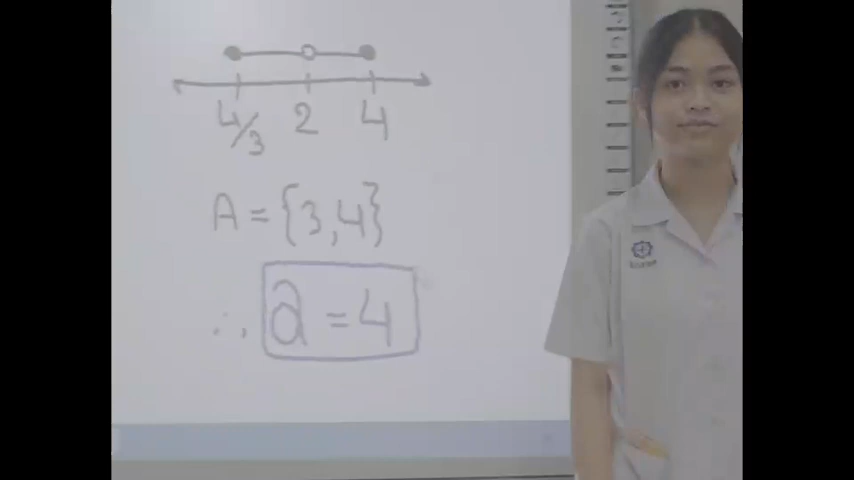 4/3 2 4
A = {3,4}
∴ a = 4